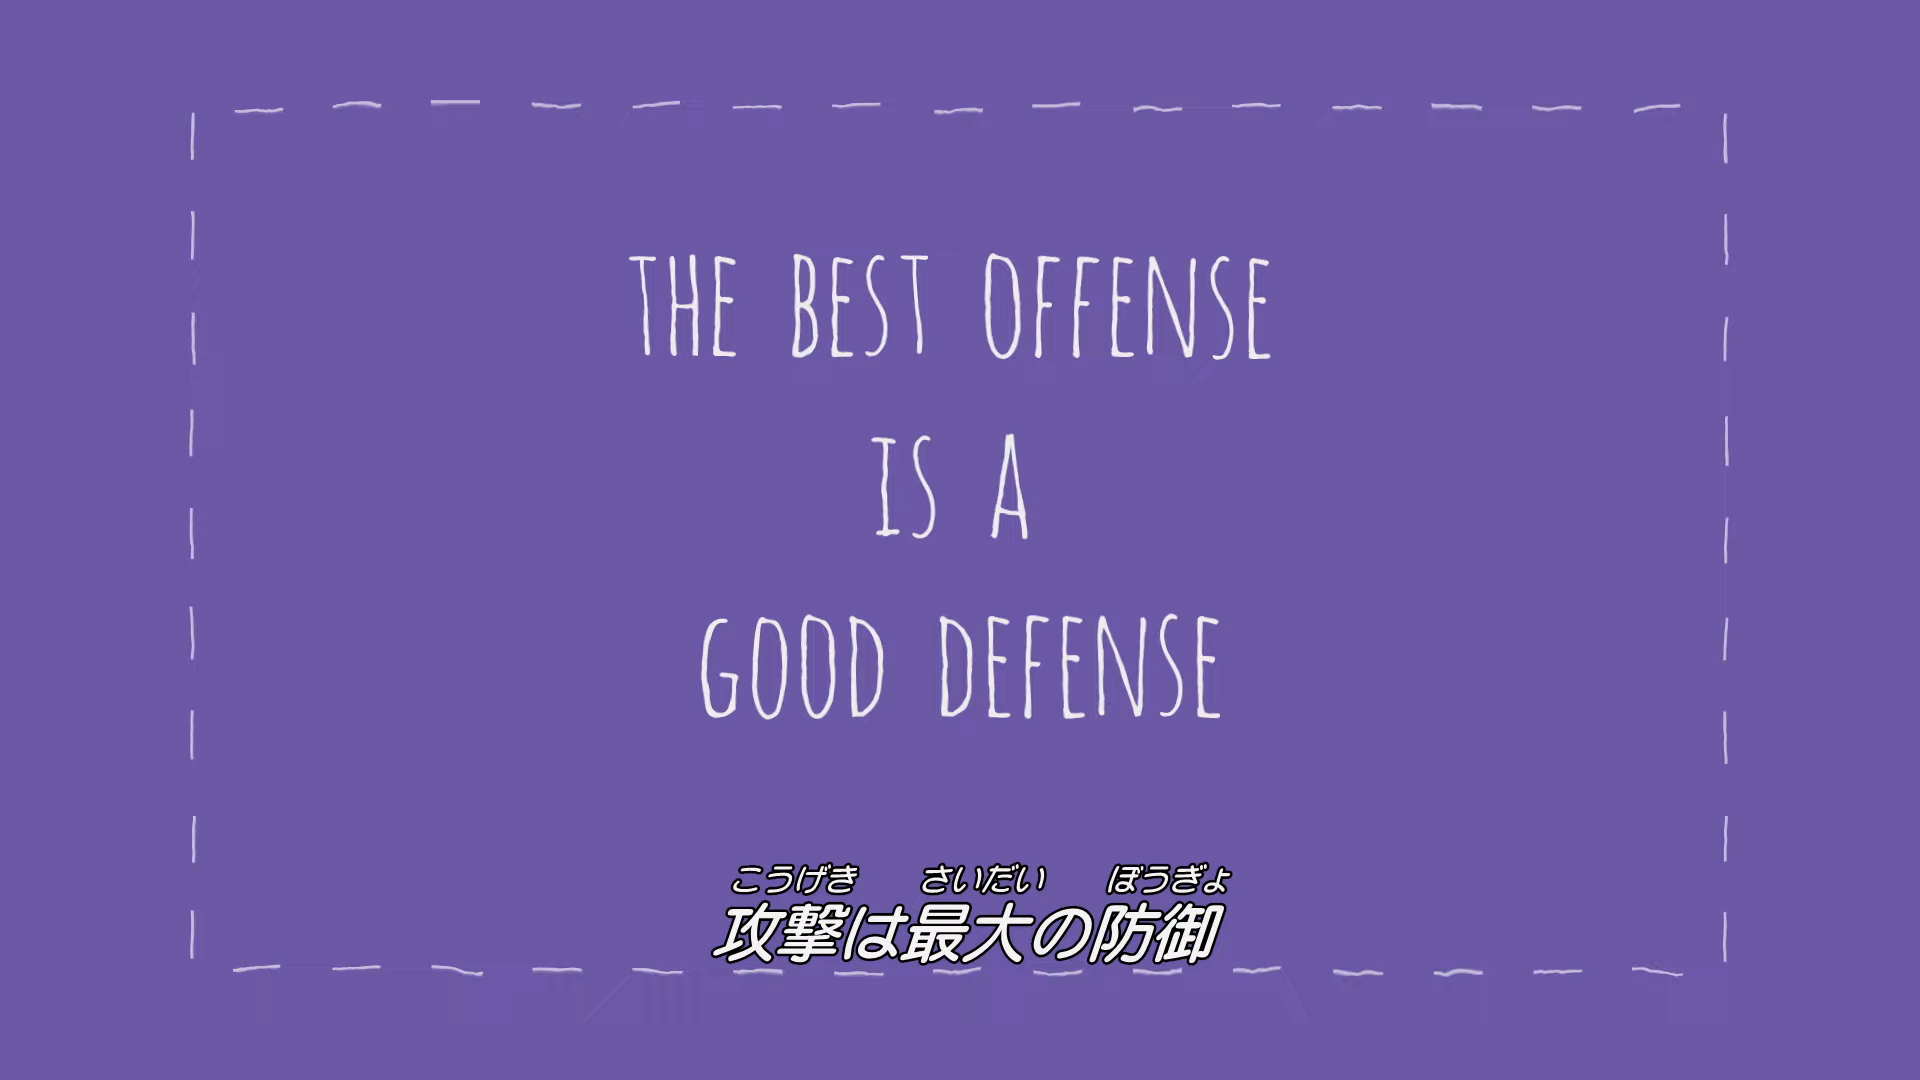 THE BEST OFFENSE
IS A
GOOD DEFENSE
こうげき さいだい ぼうぎょ
攻撃は最大の防御